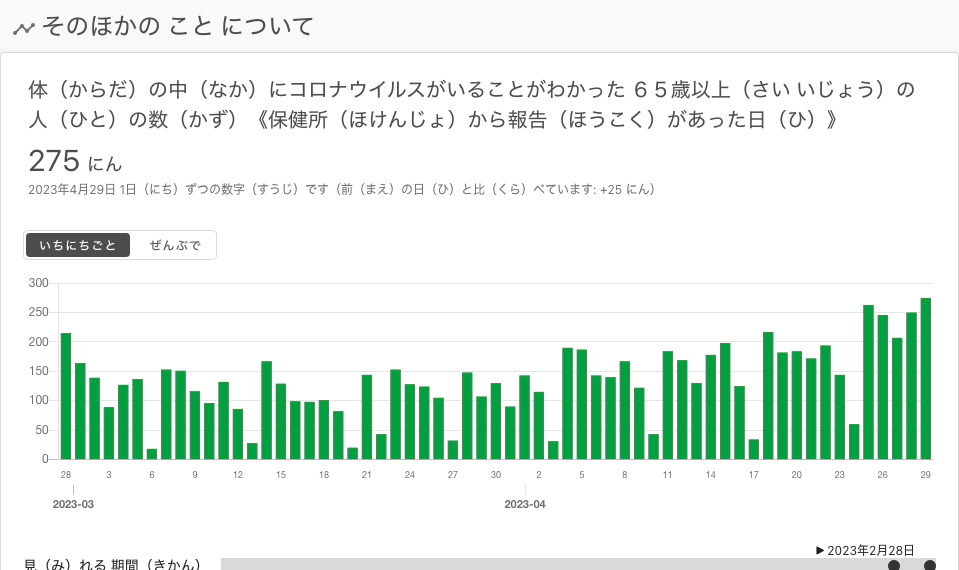 そのほかの こと について
体（からだ）の中（なか）にコロナウイルスがいることがわかった ６５歳以上（さい いじょう）の
人（ひと）の数（かず）《保健所（ほけんじょ）から報告（ほうこく）があった日（ひ）》
275 にん
2023年4月29日 1日（にち）ずつの数字（すうじ）です（前（まえ）の日（ひ）と比（くら）べています: +25 にん）
いちにちごと ぜんぶで
300
250
200
150
100
50
0
28 3 6 9 12 15 18 21 24 27 30 2 5 8 11 14 17 20 23 26 29
2023-03 2023-04
▶ 2023年2月28日
見（み）れる 期間（きかん）